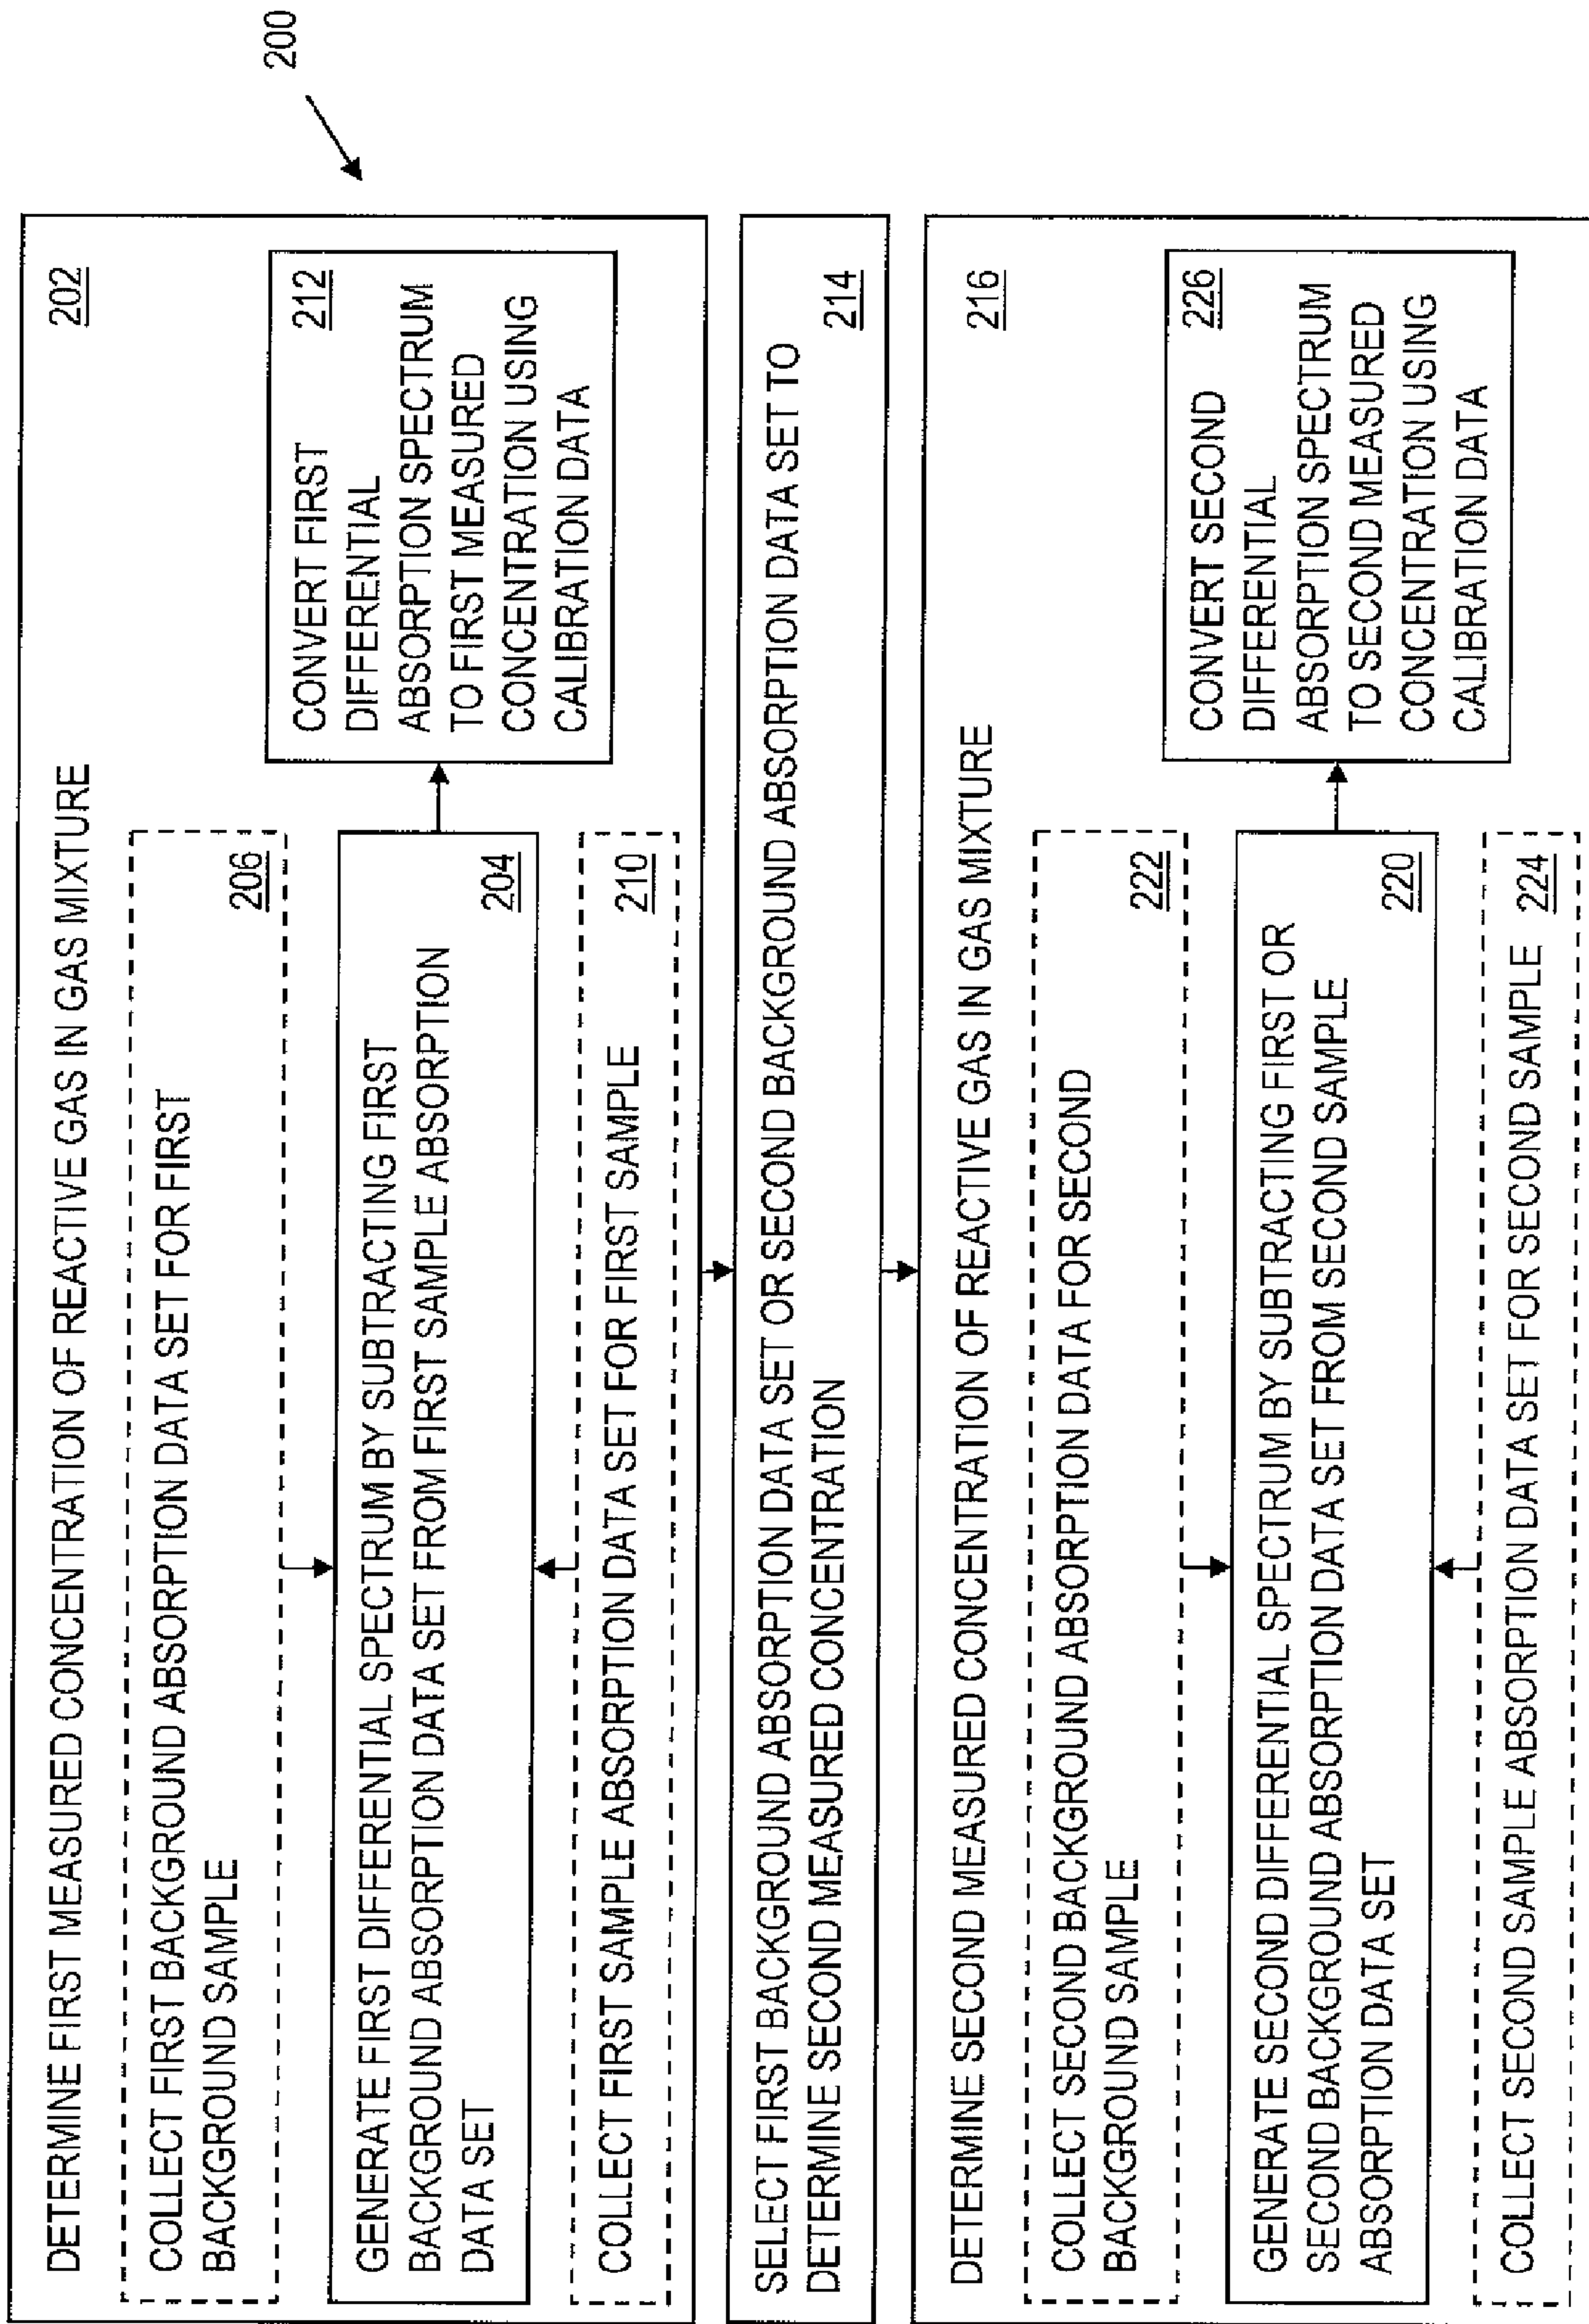 200
DETERMINE FIRST MEASURED CONCENTRATION OF REACTIVE GAS IN GAS MIXTURE
202
COLLECT FIRST BACKGROUND ABSORPTION DATA SET FOR FIRST
BACKGROUND SAMPLE
206
GENERATE FIRST DIFFERENTIAL SPECTRUM BY SUBTRACTING FIRST
BACKGROUND ABSORPTION DATA SET FROM FIRST SAMPLE ABSORPTION
DATA SET
204
COLLECT FIRST SAMPLE ABSORPTION DATA SET FOR FIRST SAMPLE
210
CONVERT FIRST
212
DIFFERENTIAL
ABSORPTION SPECTRUM
TO FIRST MEASURED
CONCENTRATION USING
CALIBRATION DATA
SELECT FIRST BACKGROUND ABSORPTION DATA SET OR SECOND BACKGROUND ABSORPTION DATA SET TO
DETERMINE SECOND MEASURED CONCENTRATION
214
DETERMINE SECOND MEASURED CONCENTRATION OF REACTIVE GAS IN GAS MIXTURE
216
COLLECT SECOND BACKGROUND ABSORPTION DATA FOR SECOND
BACKGROUND SAMPLE
222
GENERATE SECOND DIFFERENTIAL SPECTRUM BY SUBTRACTING FIRST OR
SECOND BACKGROUND ABSORPTION DATA SET FROM SECOND SAMPLE
ABSORPTION DATA SET
220
COLLECT SECOND SAMPLE ABSORPTION DATA SET FOR SECOND SAMPLE
224
CONVERT SECOND
226
DIFFERENTIAL
ABSORPTION SPECTRUM
TO SECOND MEASURED
CONCENTRATION USING
CALIBRATION DATA